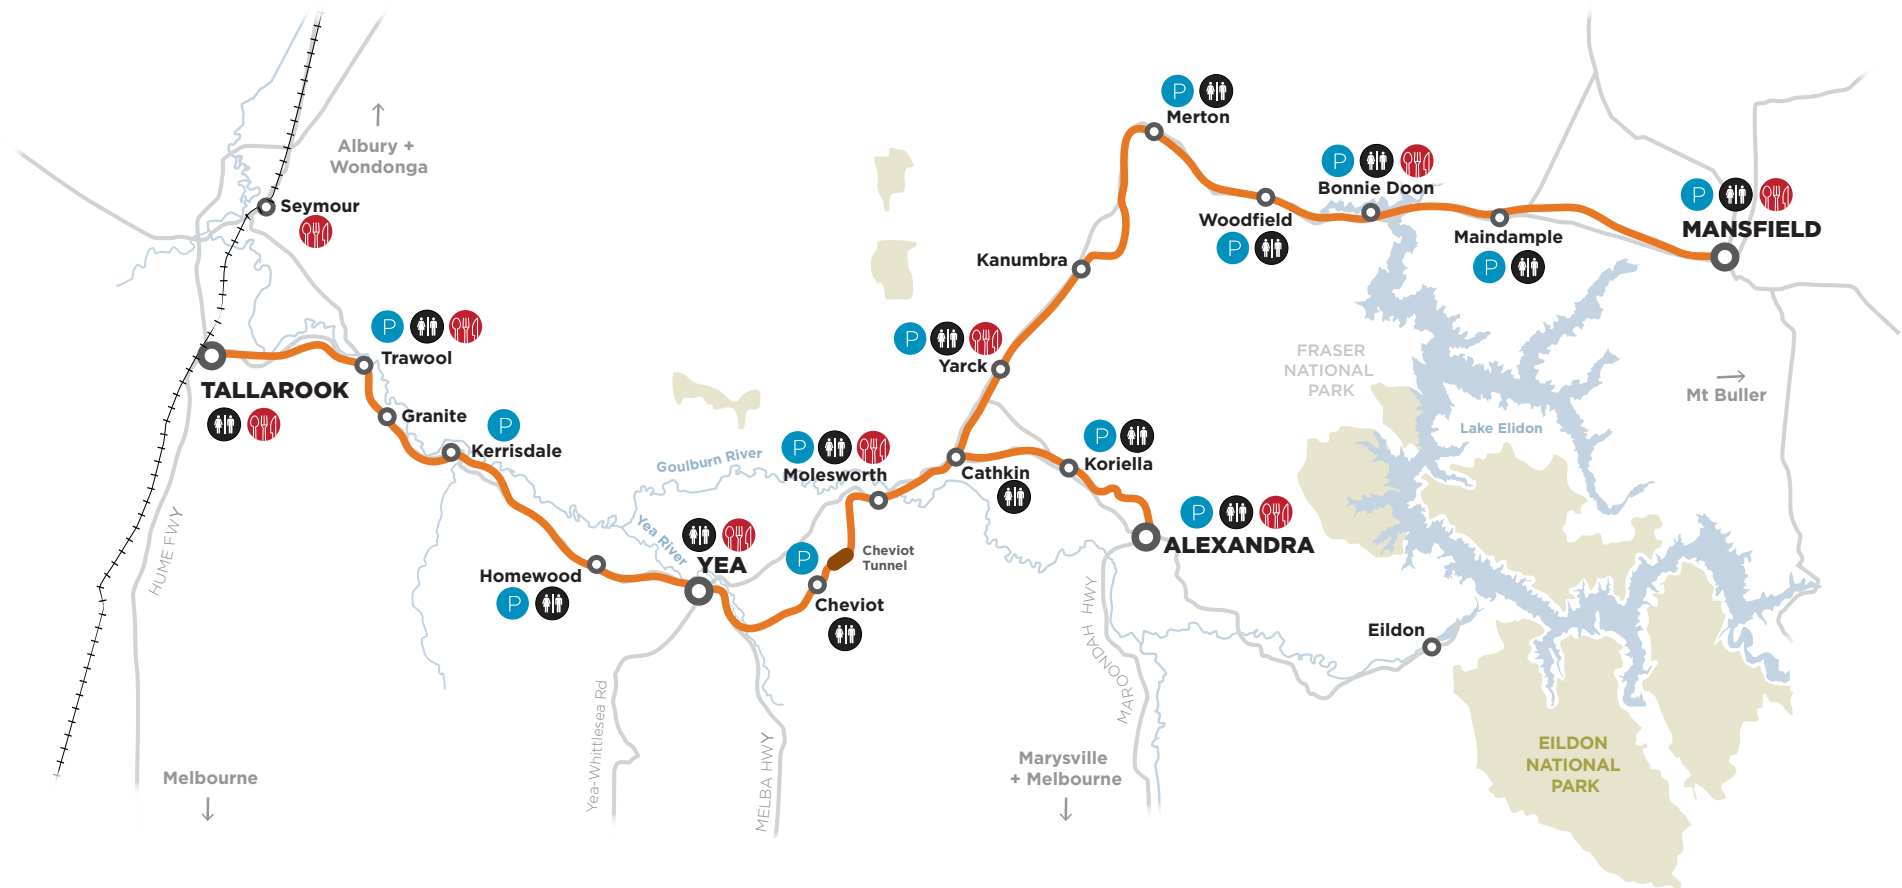 Albury +
Wondonga
Seymour
P
Trawool
TALLAROOK
Granite
P
Kerrisdale
HUME FWY
Melbourne
Homewood
P
Yea River
Goulburn River
YEA
P
Cheviot
Tunnel
Cheviot
Yea-Whittlesea Rd
MELBA HWY
P
Molesworth
Cathkin
P
Yarck
Kanumbra
P
Merton
Woodfield
P
P
Bonnie Doon
Maindample
P
P
MANSFIELD
Mt Buller
FRASER
NATIONAL
PARK
Lake Elidon
P
Koriella
P
ALEXANDRA
MAROONDAH HWY
Marysville
+ Melbourne
Eildon
EILDON
NATIONAL
PARK